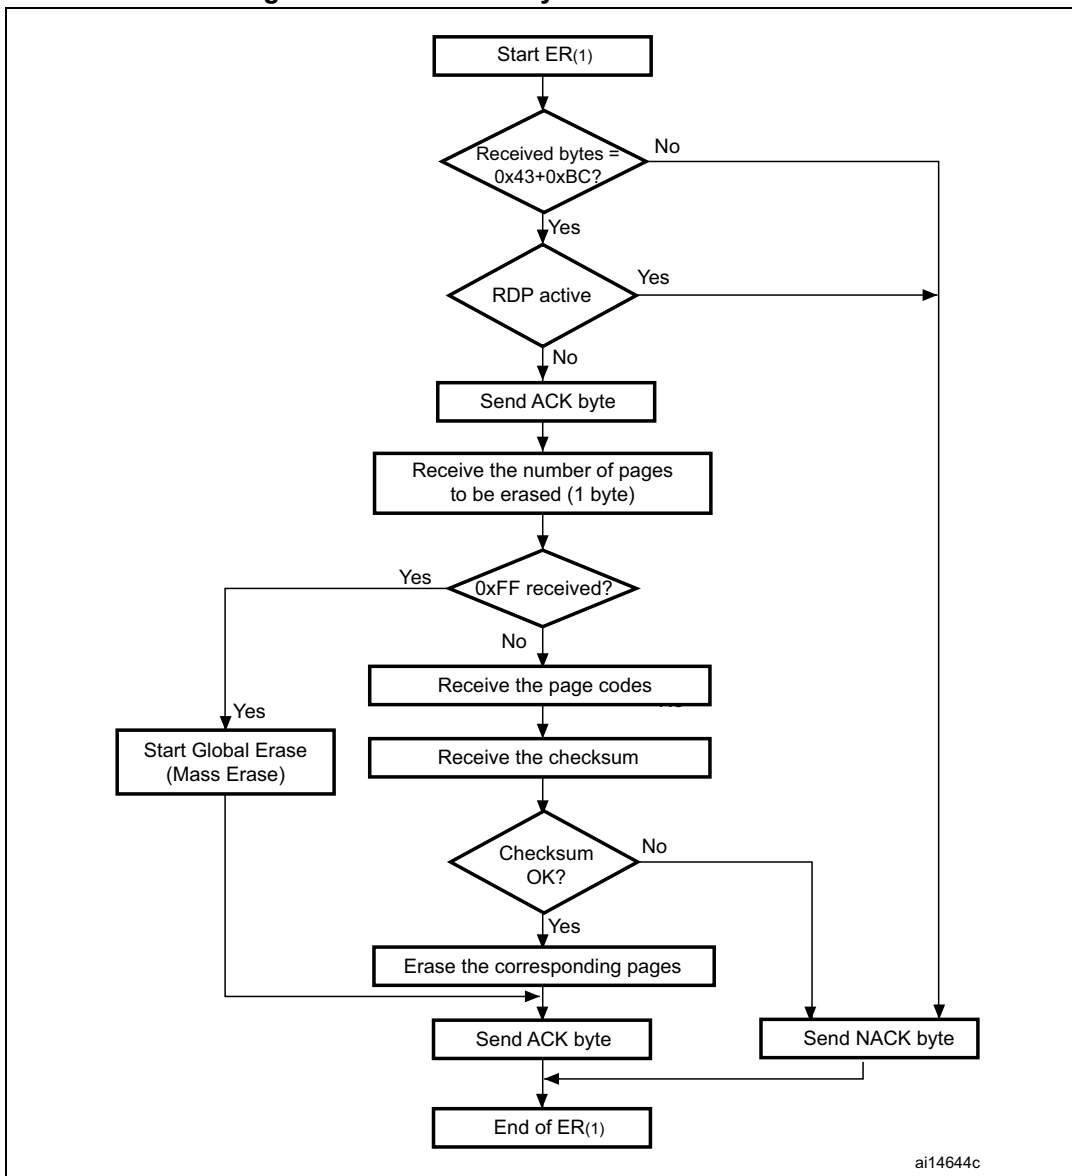 Start ER(1)
Received bytes =
0x43+0xBC?
No
Yes
RDP active
Yes
No
Send ACK byte
Receive the number of pages
to be erased (1 byte)
0xFF received?
Yes
No
Receive the page codes
Yes
Start Global Erase
(Mass Erase)
Receive the checksum
Checksum
OK?
No
Yes
Erase the corresponding pages
Send ACK byte
Send NACK byte
End of ER(1)
ai14644c